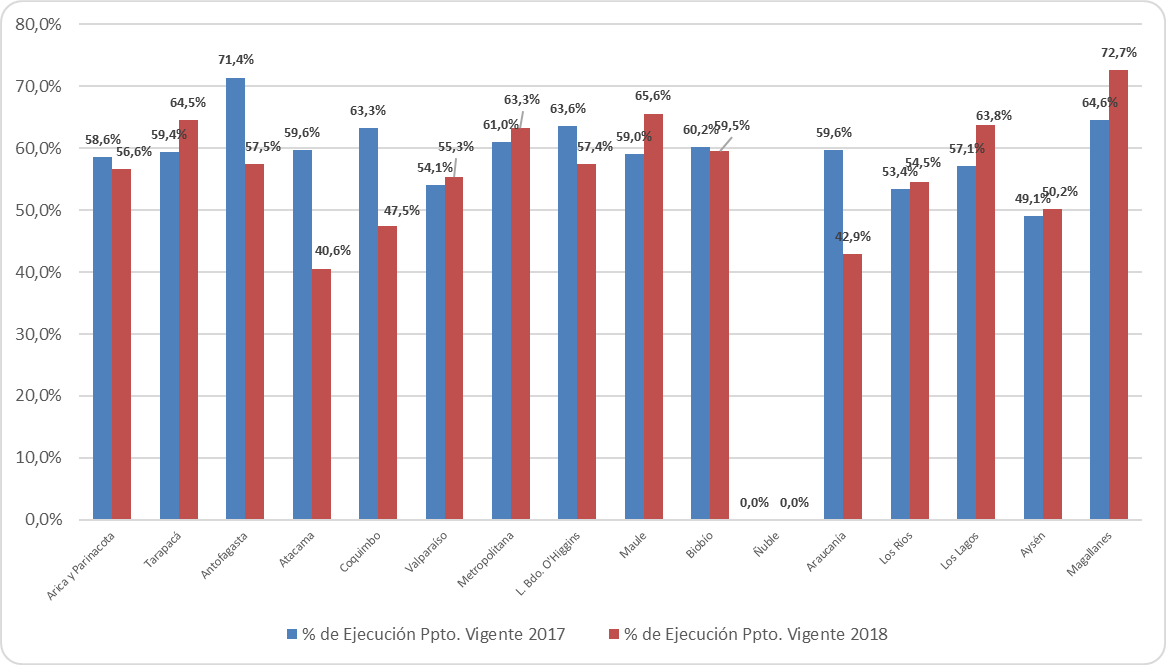 80,0%
70,0%
60,0%
50,0%
40,0%
30,0%
20,0%
10,0%
0,0%
58,6%
56,6%
59,4%
64,5%
71,4%
57,5%
59,6%
40,6%
63,3%
47,5%
54,1%
55,3%
61,0%
63,3%
63,6%
57,4%
59,0%
65,6%
60,2%
59,5%
0,0%
0,0%
59,6%
42,9%
53,4%
54,5%
57,1%
63,8%
49,1%
50,2%
64,6%
72,7%
Arica y Parinacota
Tarapacá
Antofagasta
Atacama
Coquimbo
Valparaíso
Metropolitana
L. Bdo. O'Higgins
Maule
Biobío
Ñuble
Araucanía
Los Ríos
Los Lagos
Aysén
Magallanes
% de Ejecución Ppto. Vigente 2017
% de Ejecución Ppto. Vigente 2018